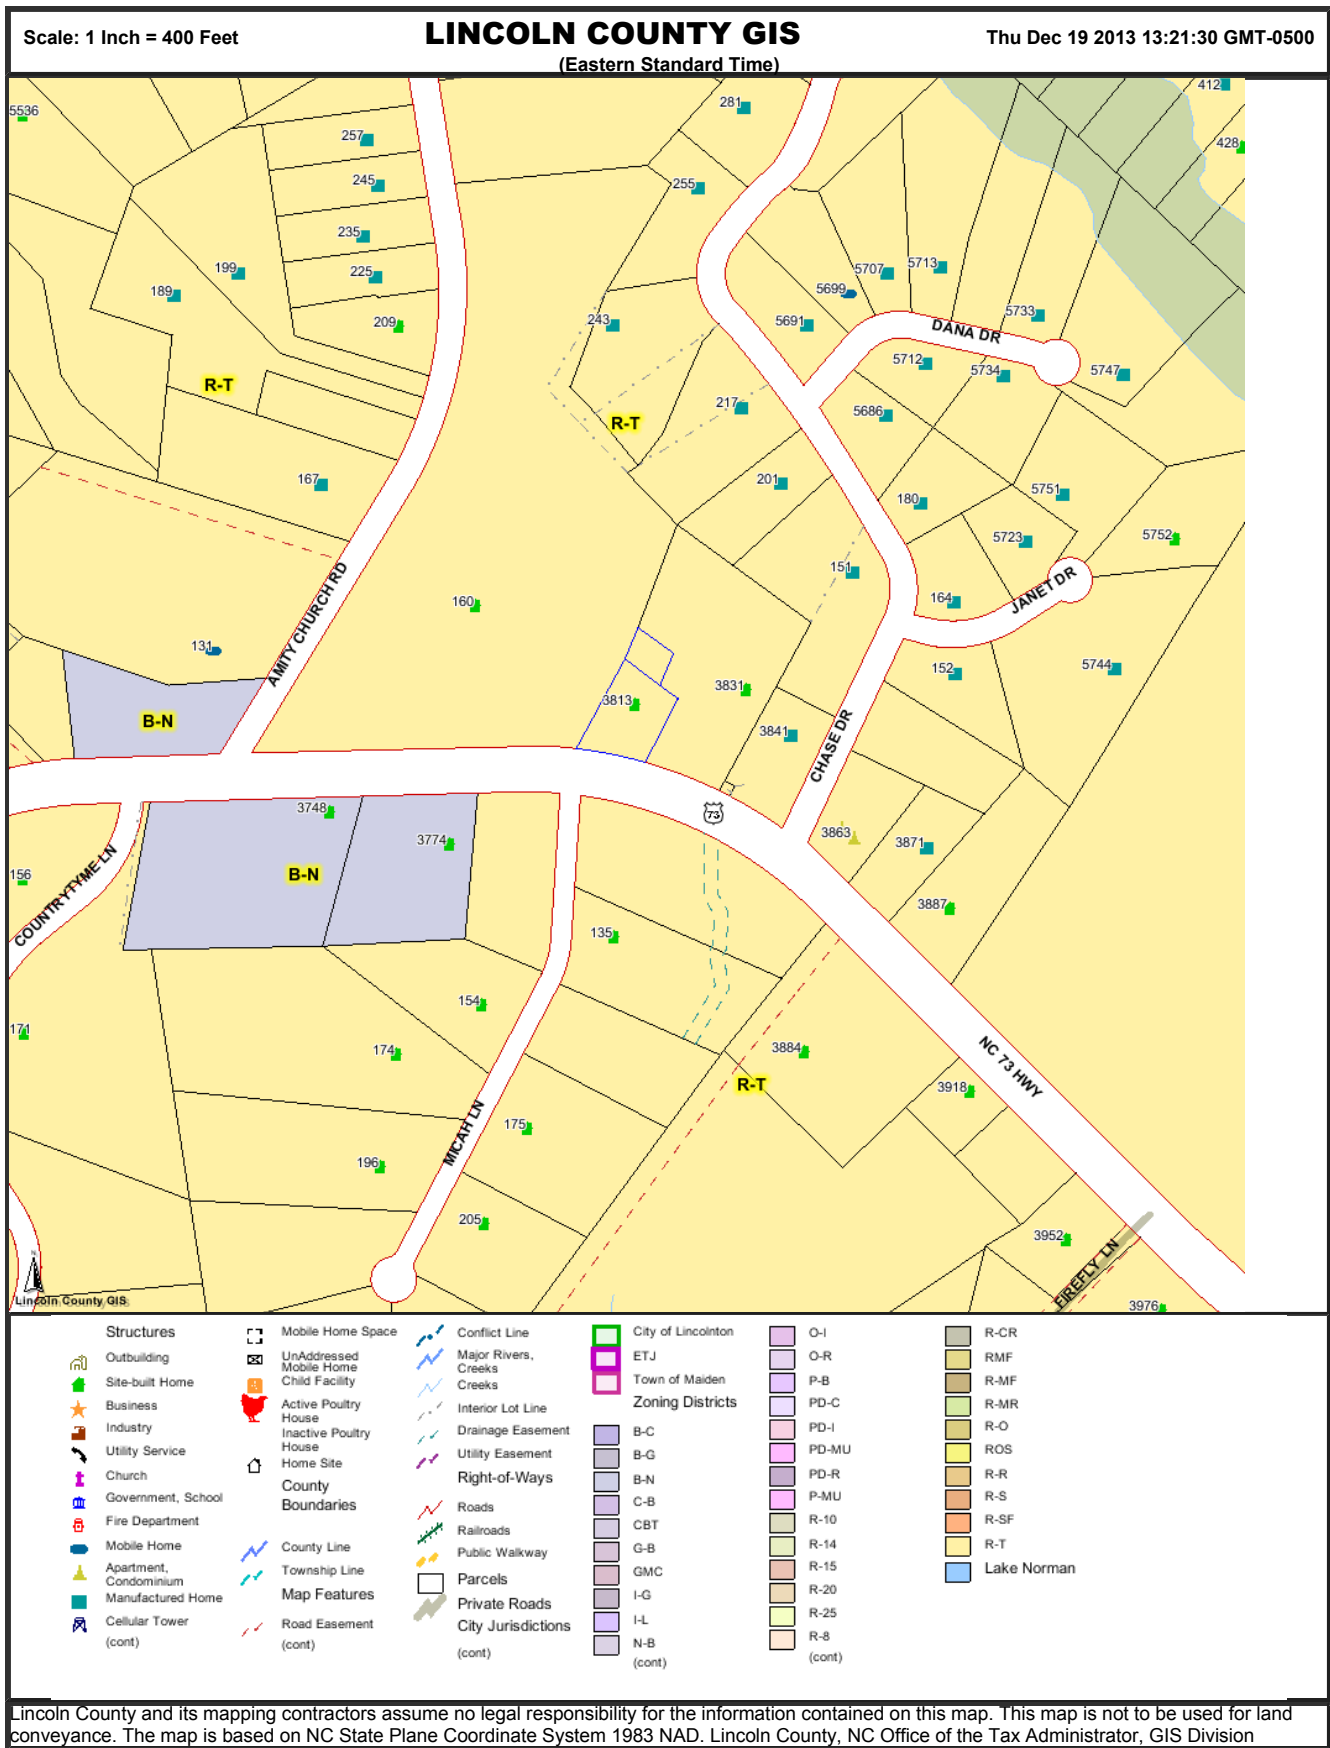 Scale: 1 Inch = 400 Feet
LINCOLN COUNTY GIS
Thu Dec 19 2013 13:21:30 GMT-0500
(Eastern Standard Time)
5536
257
245
235
225
209
199
189
R-T
167
281
255
243
R-T
217
201
412
428
5713
5707
5699
5691
5733
DANA DR
5712
5734
5747
5686
180
5751
5723
5752
151
164
JANET DR
152
5744
AMITY CHURCH RD
160
131
B-N
3813
3831
3841
CHASE DR
73
3748
3774
B-N
3863
3871
3887
156
COUNTRYTYME LN
135
154
171
174
3884
R-T
NC 73 HWY
3918
MICAH LN
175
196
205
3952
FIREFLY LN
3976
N
Lincoln County GIS
Structures
Outbuilding
Site-built Home
Business
Industry
Utility Service
Church
Government, School
Fire Department
Mobile Home
Apartment,
Condominium
Manufactured Home
Cellular Tower
(cont)
Mobile Home Space
UnAddressed
Mobile Home
Child Facility
Active Poultry
House
Inactive Poultry
House
Home Site
County
Boundaries
County Line
Township Line
Map Features
Road Easement
(cont)
Conflict Line
Major Rivers,
Creeks
Creeks
Interior Lot Line
Drainage Easement
Utility Easement
Right-of-Ways
Roads
Railroads
Public Walkway
Parcels
Private Roads
City Jurisdictions
(cont)
City of Lincolnton
ETJ
Town of Maiden
Zoning Districts
B-C
B-G
B-N
C-B
CBT
G-B
GMC
I-G
I-L
N-B
(cont)
O-I
O-R
P-B
PD-C
PD-I
PD-MU
PD-R
P-MU
R-10
R-14
R-15
R-20
R-25
R-8
(cont)
R-CR
RMF
R-MF
R-MR
R-O
ROS
R-R
R-S
R-SF
R-T
Lake Norman
Lincoln County and its mapping contractors assume no legal responsibility for the information contained on this map. This map is not to be used for land
conveyance. The map is based on NC State Plane Coordinate System 1983 NAD. Lincoln County, NC Office of the Tax Administrator, GIS Division